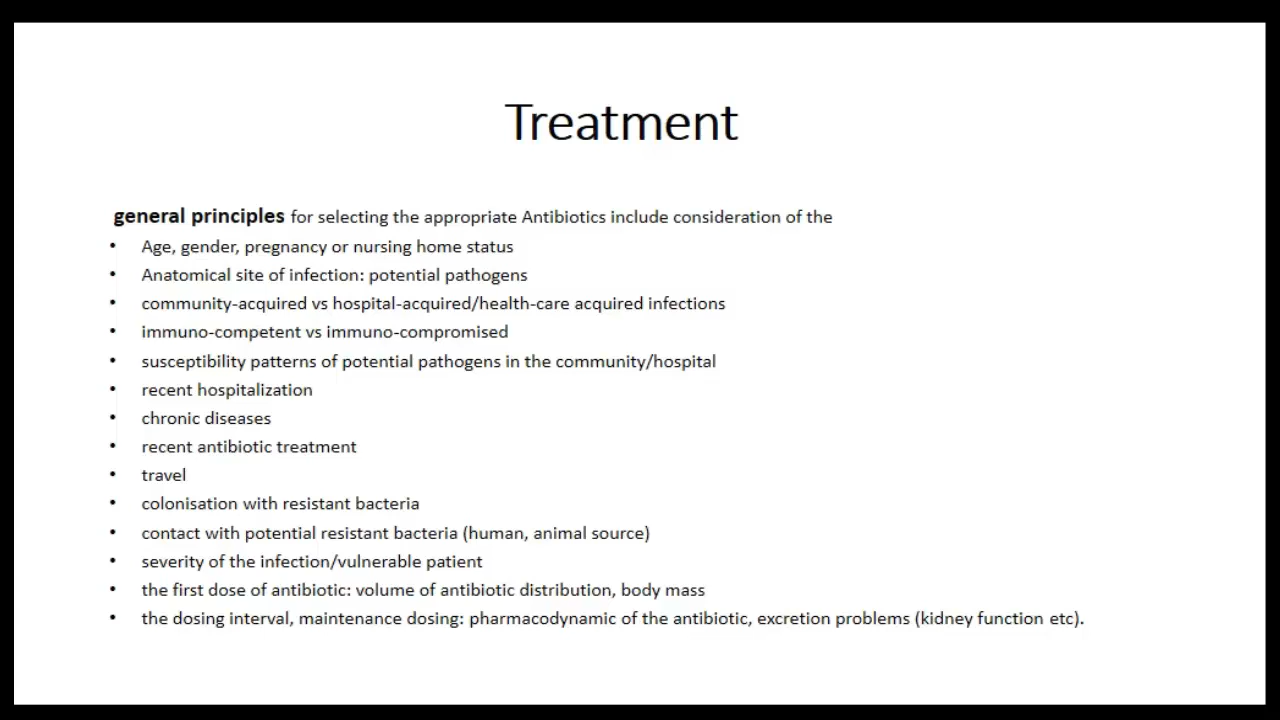 Treatment
general principles for selecting the appropriate Antibiotics include consideration of the
• Age, gender, pregnancy or nursing home status
• Anatomical site of infection: potential pathogens
• community-acquired vs hospital-acquired/health-care acquired infections
• immuno-competent vs immuno-compromised
• susceptibility patterns of potential pathogens in the community/hospital
• recent hospitalization
• chronic diseases
• recent antibiotic treatment
• travel
• colonisation with resistant bacteria
• contact with potential resistant bacteria (human, animal source)
• severity of the infection/vulnerable patient
• the first dose of antibiotic: volume of antibiotic distribution, body mass
• the dosing interval, maintenance dosing: pharmacodynamic of the antibiotic, excretion problems (kidney function etc).